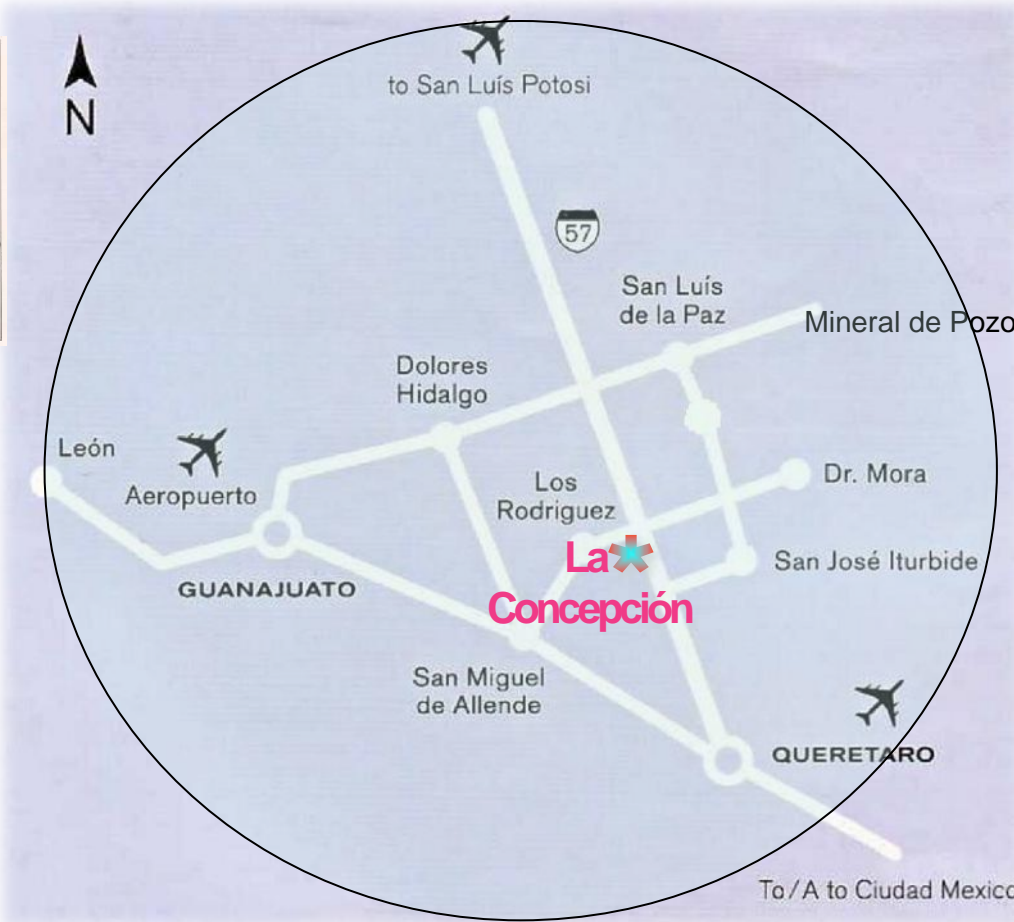 N
to San Luís Potosi
57
San Luís
de la Paz
Mineral de Pozo
Dolores
Hidalgo
León
Aeropuerto
Los
Rodriguez
Dr. Mora
La
Concepción
San José Iturbide
GUANAJUATO
San Miguel
de Allende
QUERETARO
To/A to Ciudad Mexico